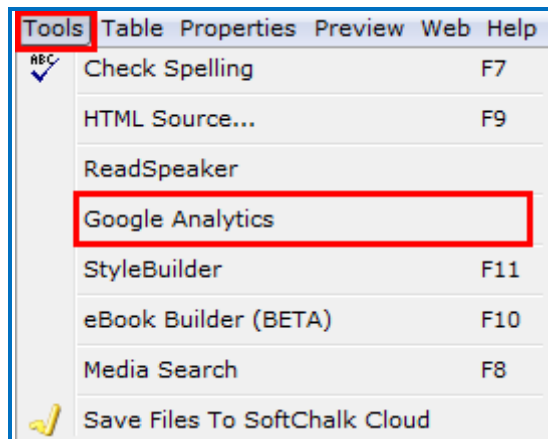 Tools Table Properties Preview Web Help
ABC Check Spelling F7
HTML Source... F9
ReadSpeaker
Google Analytics
StyleBuilder F11
eBook Builder (BETA) F10
Media Search F8
Save Files To SoftChalk Cloud